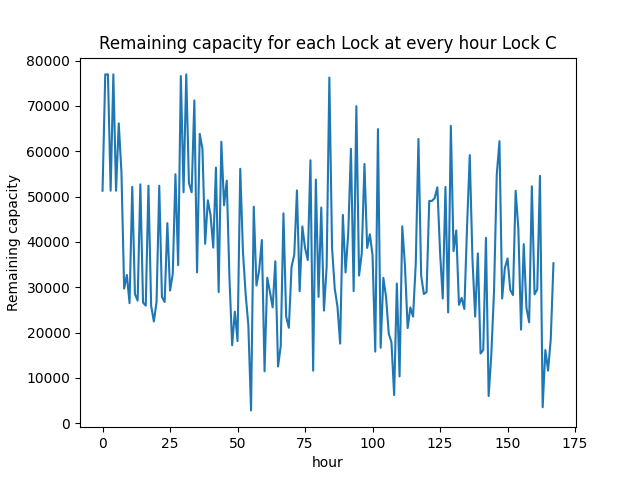 Remaining capacity for each Lock at every hour Lock C
80000
70000
60000
50000
40000
30000
20000
10000
0
Remaining capacity
0 25 50 75 100 125 150 175
hour